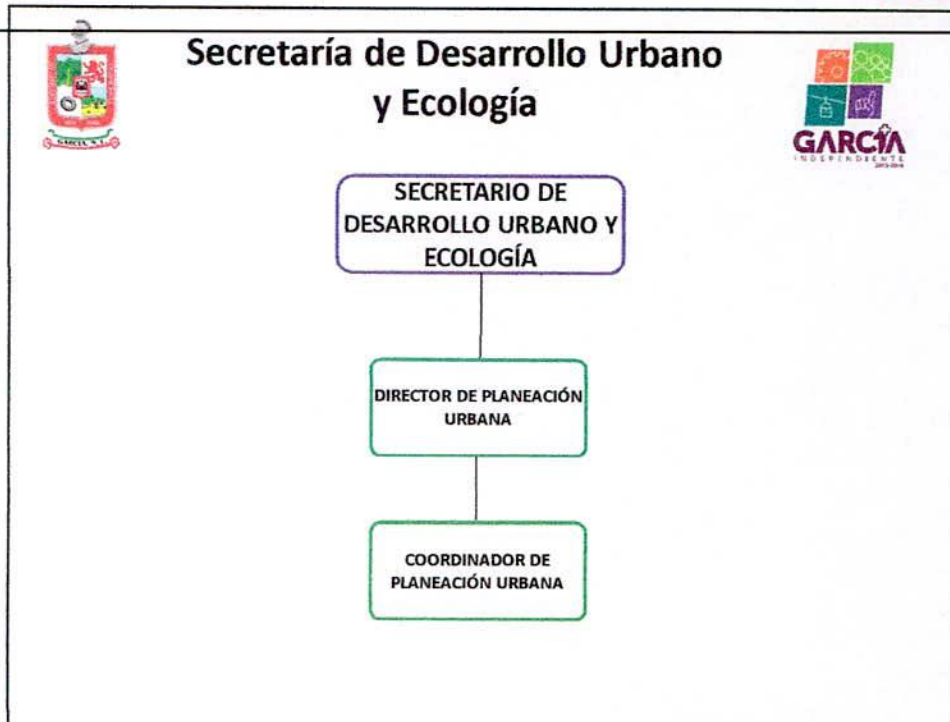 Secretaría de Desarrollo Urbano
y Ecología
GARCIA, N. L.
GARCÍA
INDEPENDIENTE
SECRETARIO DE
DESARROLLO URBANO Y
ECOLOGÍA
DIRECTOR DE PLANEACIÓN
URBANA
COORDINADOR DE
PLANEACIÓN URBANA